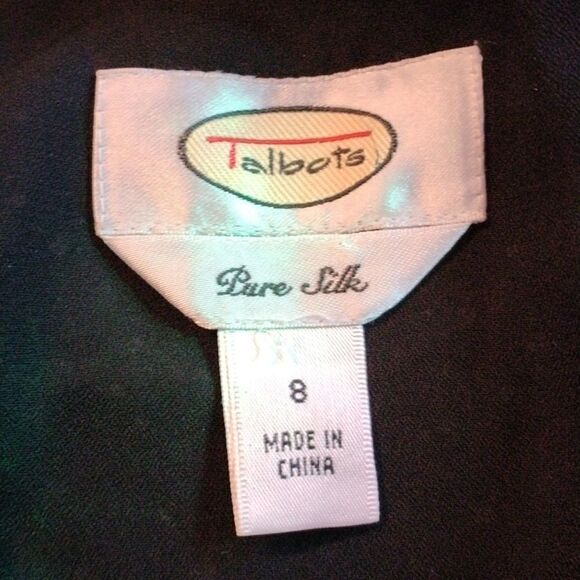 Talbots
Pure Silk
8
MADE IN
CHINA